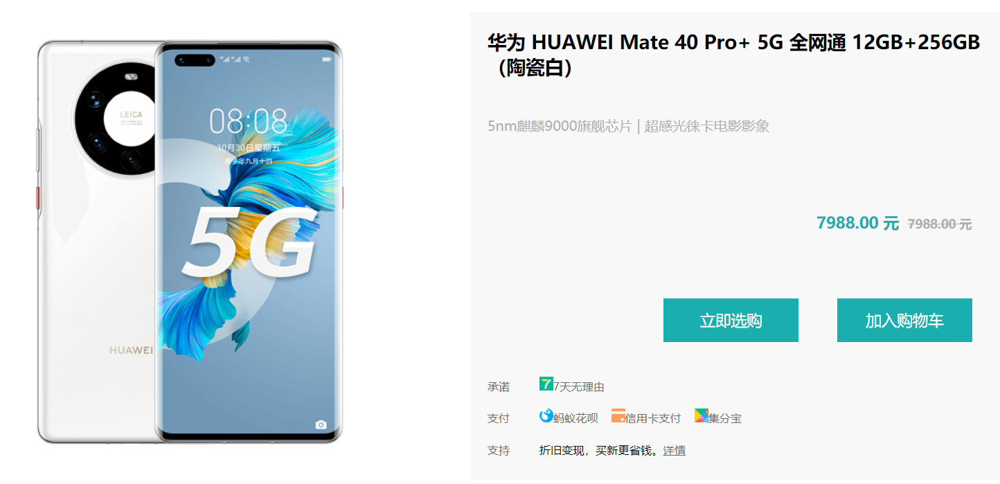 LEICA
HUAWEI
08:08
10月30日星期五
庚子年九月十四
5G
华为 HUAWEI Mate 40 Pro+ 5G 全网通 12GB+256GB
（陶瓷白）
5nm麒麟9000旗舰芯片 | 超感光徕卡电影影象
7988.00 元 7988.00 元
立即选购 加入购物车
承诺 7 7天无理由
支付 蚂蚁花呗 信用卡支付 集分宝
支持 折旧变现，买新更省钱。详情